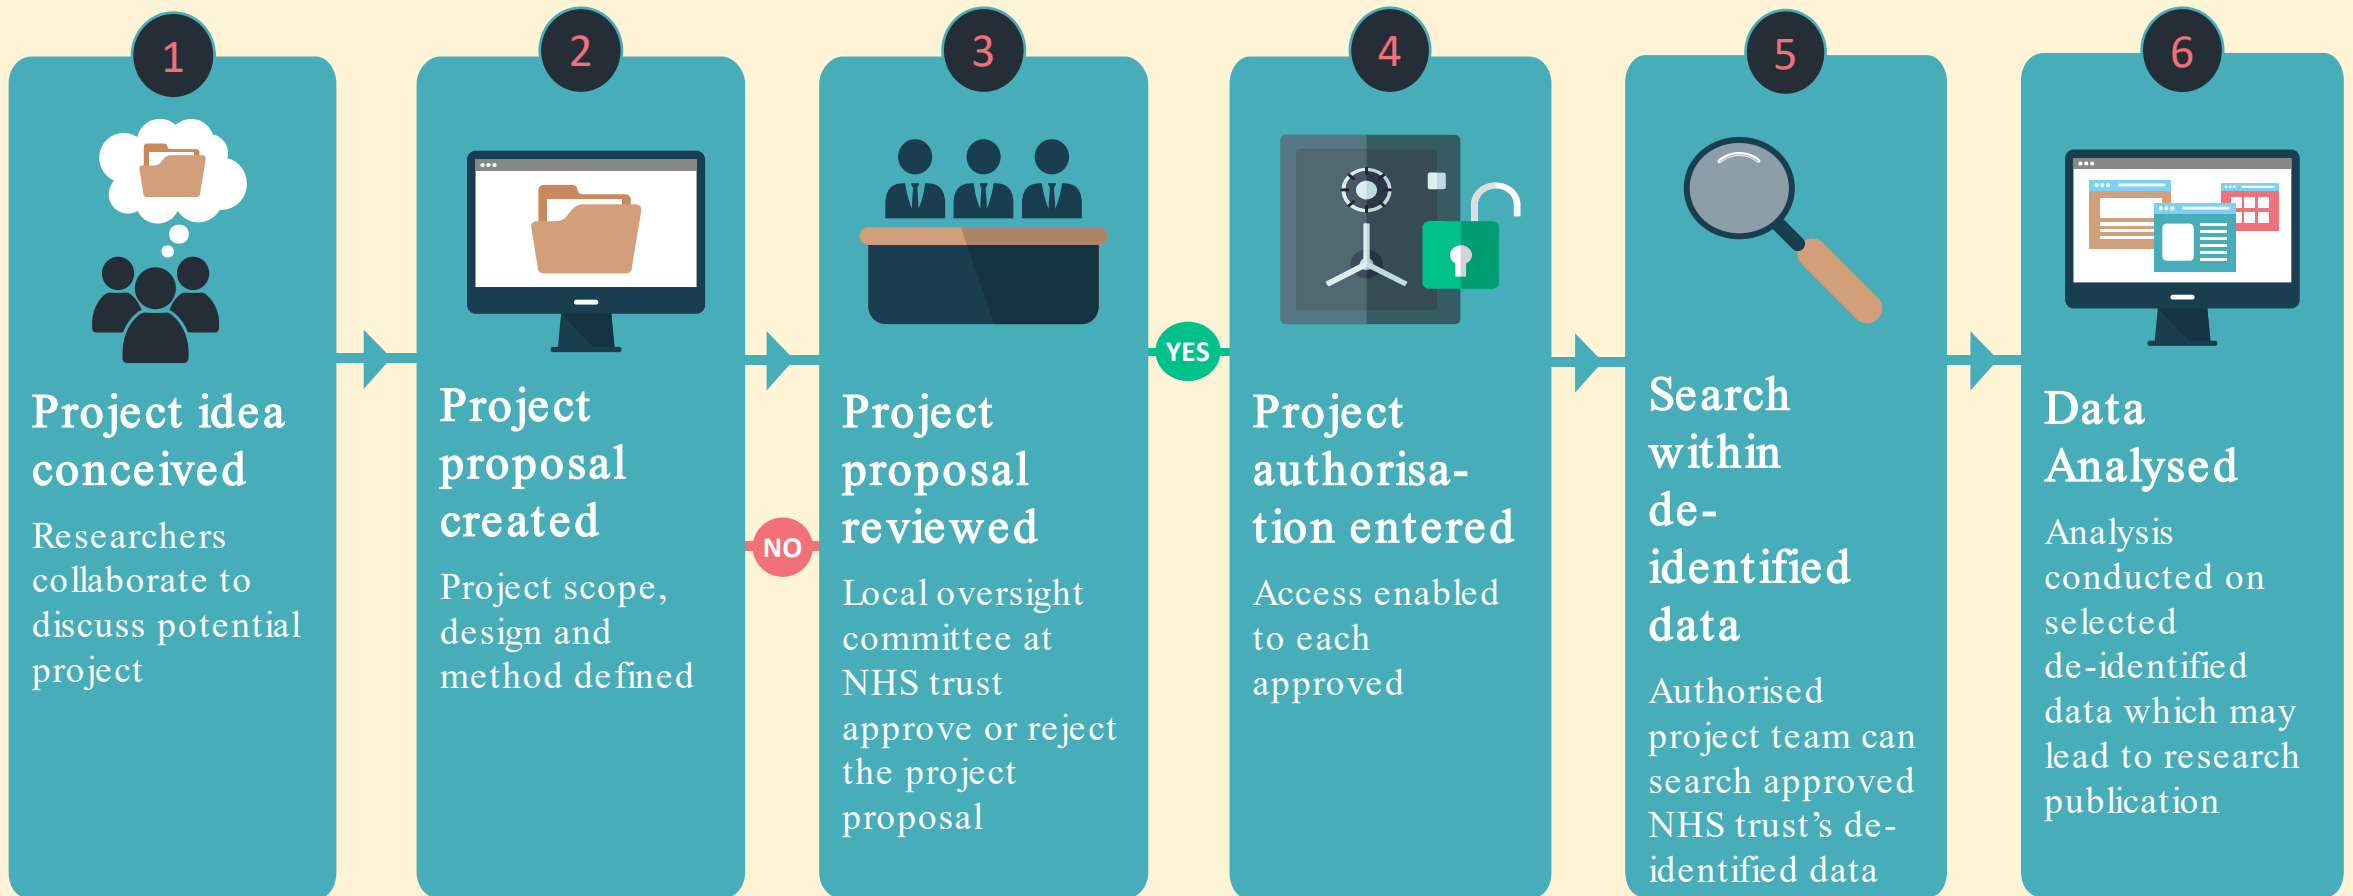 1
Project idea
conceived
Researchers
collaborate to
discuss potential
project
2
Project
proposal
created
Project scope,
design and
method defined
NO
3
Project
proposal
reviewed
Local oversight
committee at
NHS trust
approve or reject
the project
proposal
YES
4
Project
authorisa-
tion entered
Access enabled
to each
approved
5
Search
within
de-
identified
data
Authorised
project team can
search approved
NHS trust’s de-
identified data
6
Data
Analysed
Analysis
conducted on
selected
de-identified
data which may
lead to research
publication